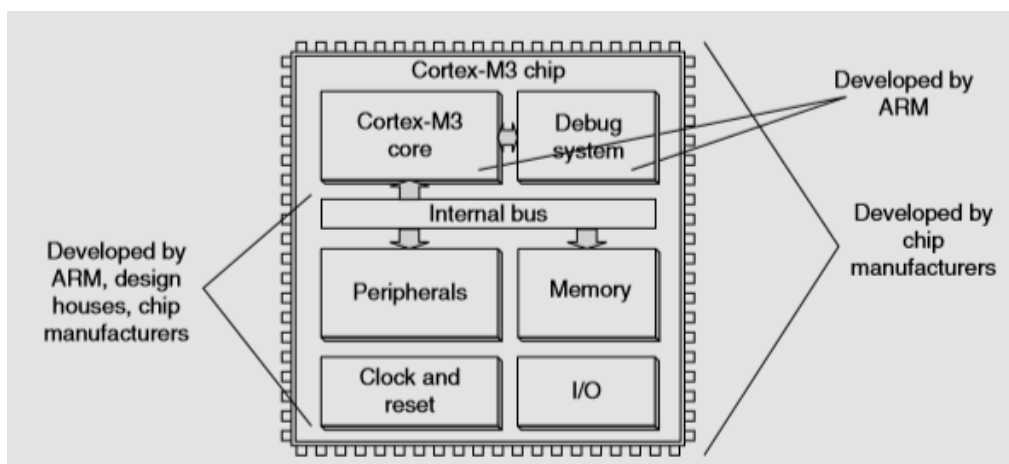 Cortex-M3 chip
Cortex-M3
core
Debug
system
Developed by
ARM
Internal bus
Developed by
chip
manufacturers
Developed by
ARM, design
houses, chip
manufacturers
Peripherals
Memory
Clock and
reset
I/O